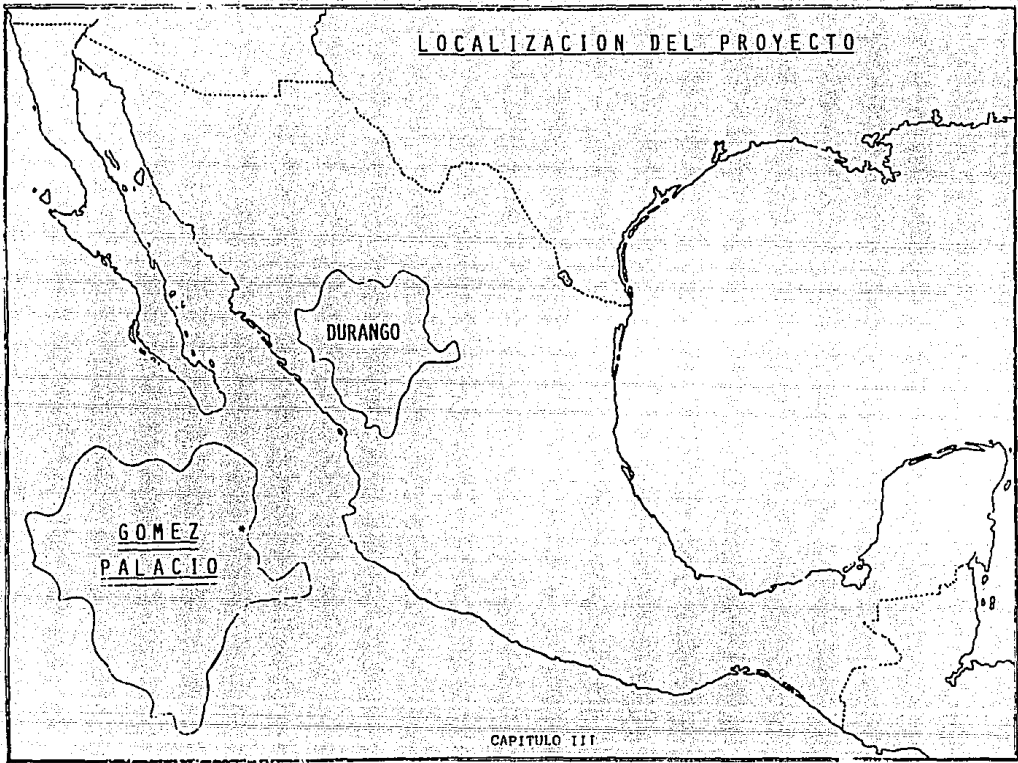 LOCALIZACION DEL PROYECTO
DURANGO
GOMEZ
PALACIO
CAPITULO III